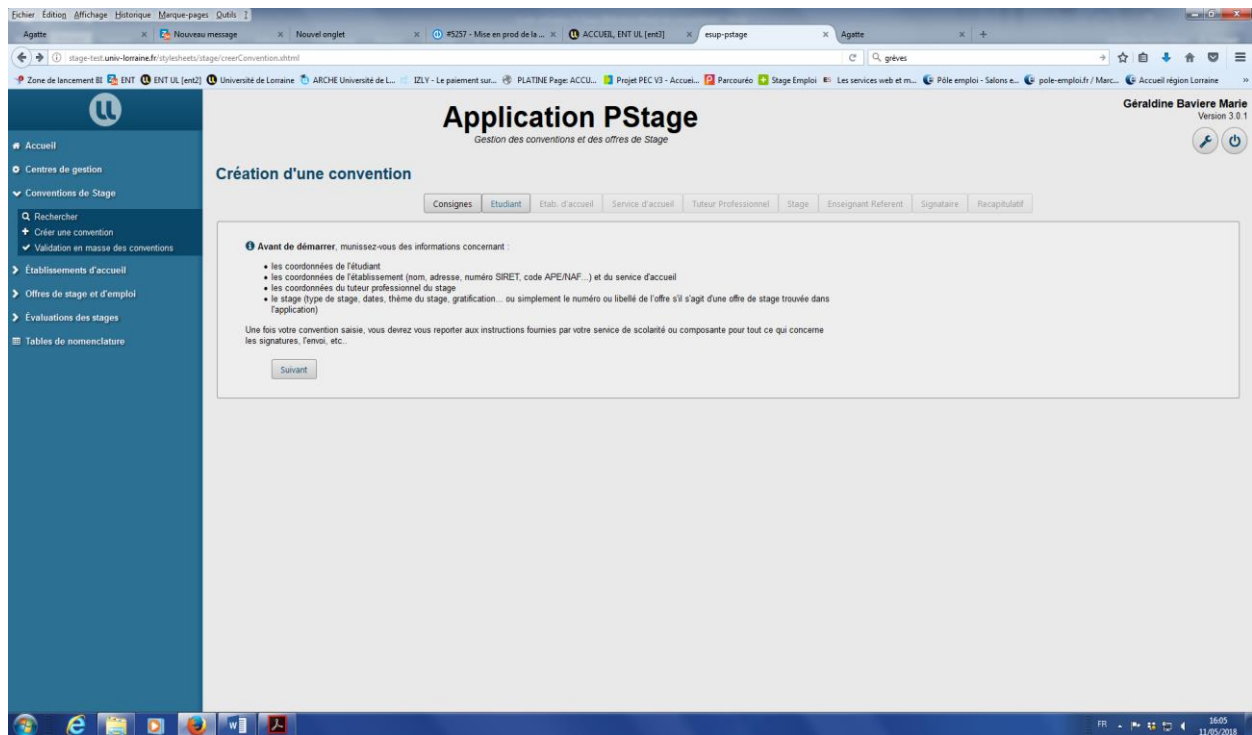 Fichier Édition Affichage Historique Marque-pages Outils ?
Agatte Nouveau message Nouvel onglet #5257 - Mise en prod de la ... ACCUEIL, ENT UL [ent3] esup-pstage Agatte
stage-test.univ-lorraine.fr/stylesheets/stage/creerConvention.xhtml grèves
Zone de lancement BI ENT ENT UL [ent2] Université de Lorraine ARCHE Université de L... IZLY - Le paiement sur... PLATINE Page: ACCU... Projet PEC V3 - Accuei... Parcouréo Stage Emploi Les services web et m... Pôle emploi - Salons e... pole-emploi.fr / Marc... Accueil région Lorraine »
Application PStage
Gestion des conventions et des offres de Stage
Géraldine Baviere Marie
Version 3.0.1
Accueil
Centres de gestion
Conventions de Stage
Rechercher
Créer une convention
Validation en masse des conventions
Établissements d'accueil
Offres de stage et d'emploi
Évaluations des stages
Tables de nomenclature
Création d'une convention
Consignes Etudiant Etab. d'accueil Service d'accueil Tuteur Professionnel Stage Enseignant Referent Signataire Recapitulatif
Avant de démarrer, munissez-vous des informations concernant :
• les coordonnées de l'étudiant
• les coordonnées de l'établissement (nom, adresse, numéro SIRET, code APE/NAF...) et du service d'accueil
• les coordonnées du tuteur professionnel du stage
• le stage (type de stage, dates, thème du stage, gratification... ou simplement le numéro ou libellé de l'offre s'il s'agit d'une offre de stage trouvée dans
l'application)
Une fois votre convention saisie, vous devrez vous reporter aux instructions fournies par votre service de scolarité ou composante pour tout ce qui concerne
les signatures, l'envoi, etc..
Suivant
FR
16:05
11/05/2018